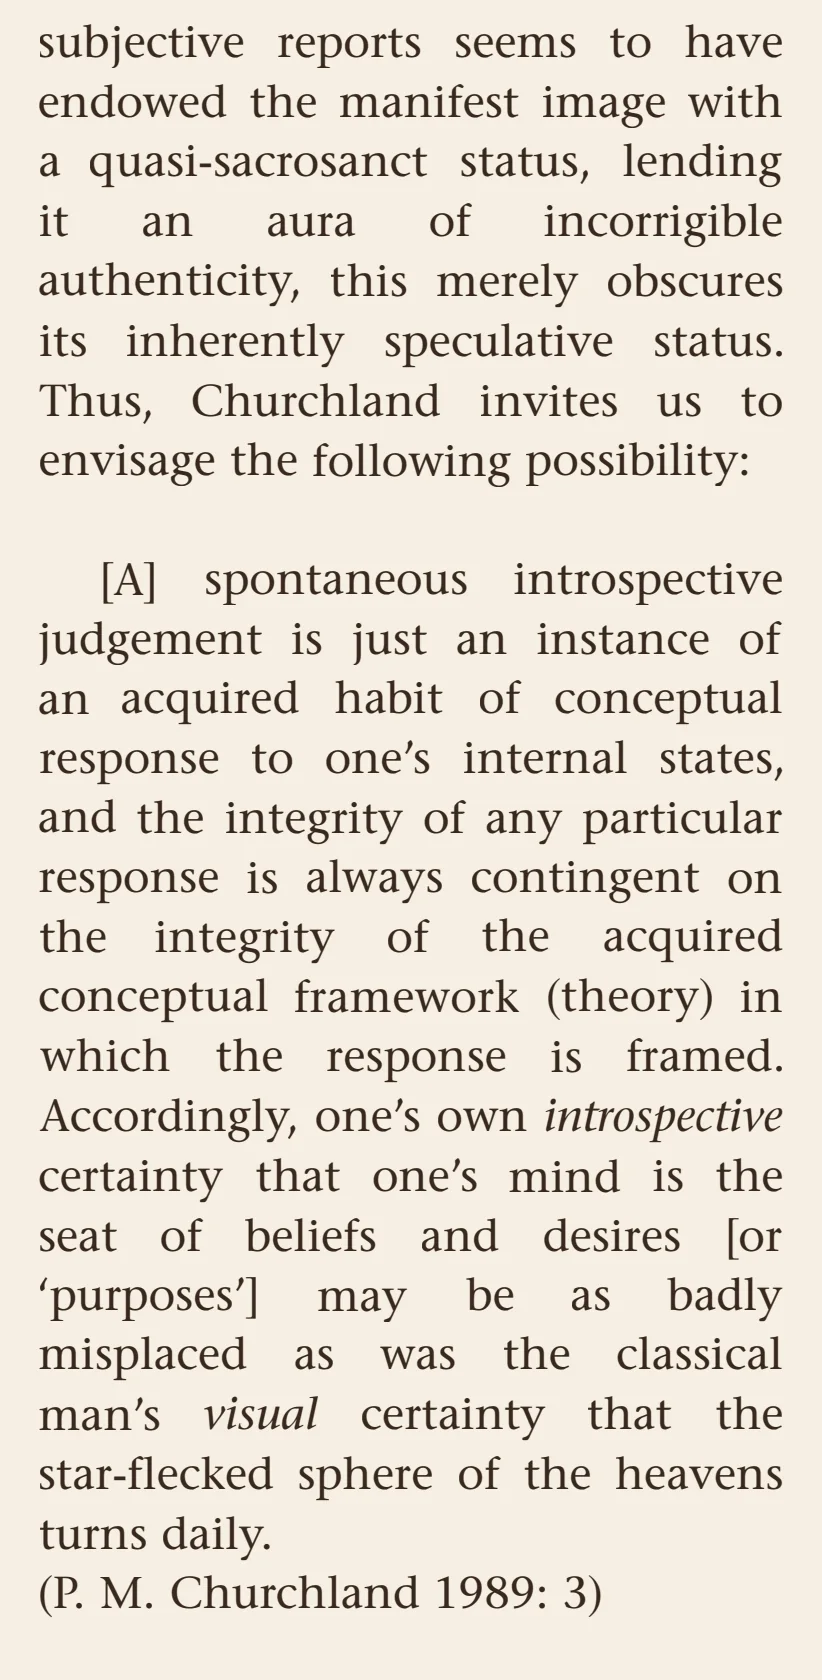 subjective reports seems to have
endowed the manifest image with
a quasi-sacrosanct status, lending
it an aura of incorrigible
authenticity, this merely obscures
its inherently speculative status.
Thus, Churchland invites us to
envisage the following possibility:
[A] spontaneous introspective
judgement is just an instance of
an acquired habit of conceptual
response to one’s internal states,
and the integrity of any particular
response is always contingent on
the integrity of the acquired
conceptual framework (theory) in
which the response is framed.
Accordingly, one’s own introspective
certainty that one’s mind is the
seat of beliefs and desires [or
‘purposes’] may be as badly
misplaced as was the classical
man’s visual certainty that the
star-flecked sphere of the heavens
turns daily.
(P. M. Churchland 1989: 3)